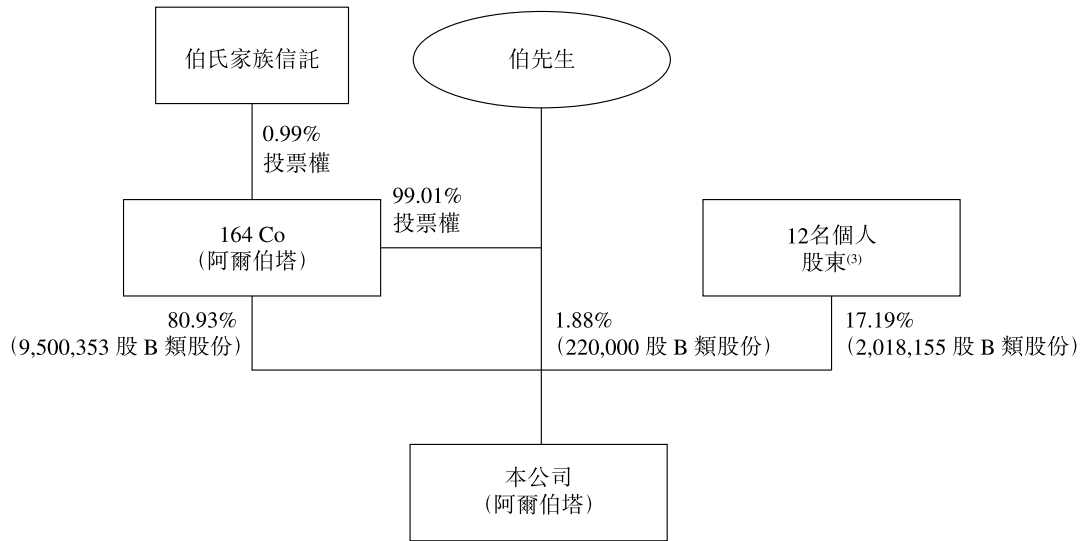 伯氏家族信託
伯先生
0.99%
投票權
99.01%
投票權
164 Co
（阿爾伯塔）
12名個人
股東(3)
80.93%
（9,500,353 股 B 類股份）
1.88%
（220,000 股 B 類股份）
17.19%
（2,018,155 股 B 類股份）
本公司
（阿爾伯塔）